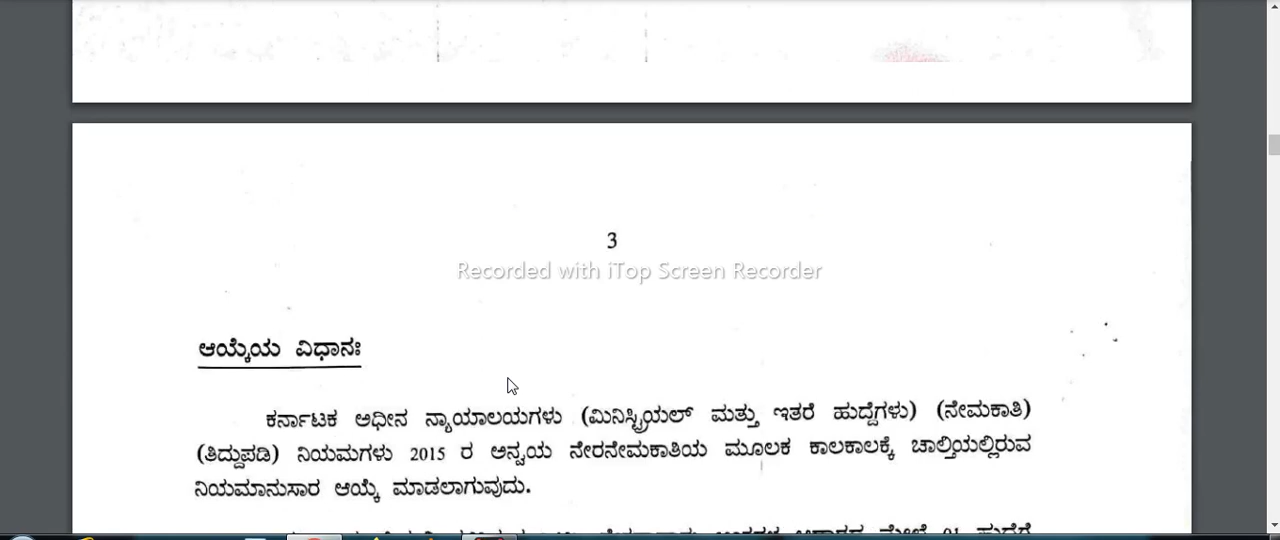 3
Recorded with iTop Screen Recorder
ಆಯ್ಕೆಯ ವಿಧಾನಃ
ಕರ್ನಾಟಕ ಅಧೀನ ನ್ಯಾಯಾಲಯಗಳು (ಮಿನಿಸ್ಟ್ರಿಯಲ್ ಮತ್ತು ಇತರೆ ಹುದ್ದೆಗಳು) (ನೇಮಕಾತಿ)
(ತಿದ್ದುಪಡಿ) ನಿಯಮಗಳು 2015 ರ ಅನ್ವಯ ನೇರನೇಮಕಾತಿಯ ಮೂಲಕ ಕಾಲಕಾಲಕ್ಕೆ ಚಾಲ್ತಿಯಲ್ಲಿರುವ
ನಿಯಮಾನುಸಾರ ಆಯ್ಕೆ ಮಾಡಲಾಗುವುದು.
ಮೇಲೆ 01 ಹುದ್ದೆಗೆ